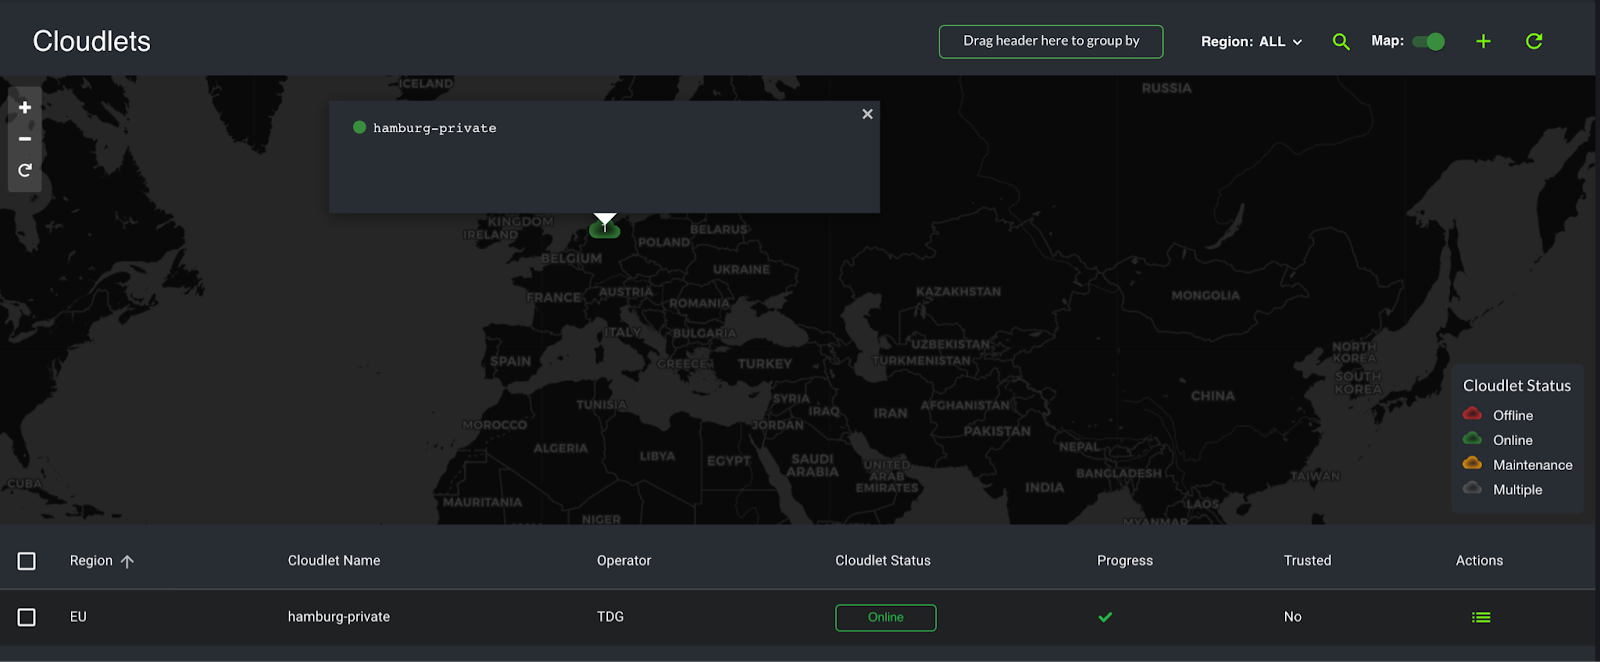 Cloudlets
Drag header here to group by
Region: ALL
Map:
ICELAND
RUSSIA
hamburg-private
KINGDOM
IRELAND
1
BELARUS
POLAND
BELGIUM
UKRAINE
FRANCE
AUSTRIA
ROMANIA
KAZAKHSTAN
MONGOLIA
ITALY
BULGARIA
UZBEKISTAN
SPAIN
GREECE
TURKEY
TURKMENISTAN
NORTH
KOREA
SOUTH
KOREA
TUNISIA
SYRIA
IRAQ
IRAN
AFGHANISTAN
CHINA
MOROCCO
JORDAN
PAKISTAN
ALGERIA
LIBYA
EGYPT
SAUDI
ARABIA
UNITED
ARAB
EMIRATES
NEPAL
BANGLADESH
INDIA
TAIWAN
CUBA
MAURITANIA
LAOS
NIGER
MYANMAR
Cloudlet Status
Offline
Online
Maintenance
Multiple
Region Cloudlet Name Operator Cloudlet Status Progress Trusted Actions
EU hamburg-private TDG Online No